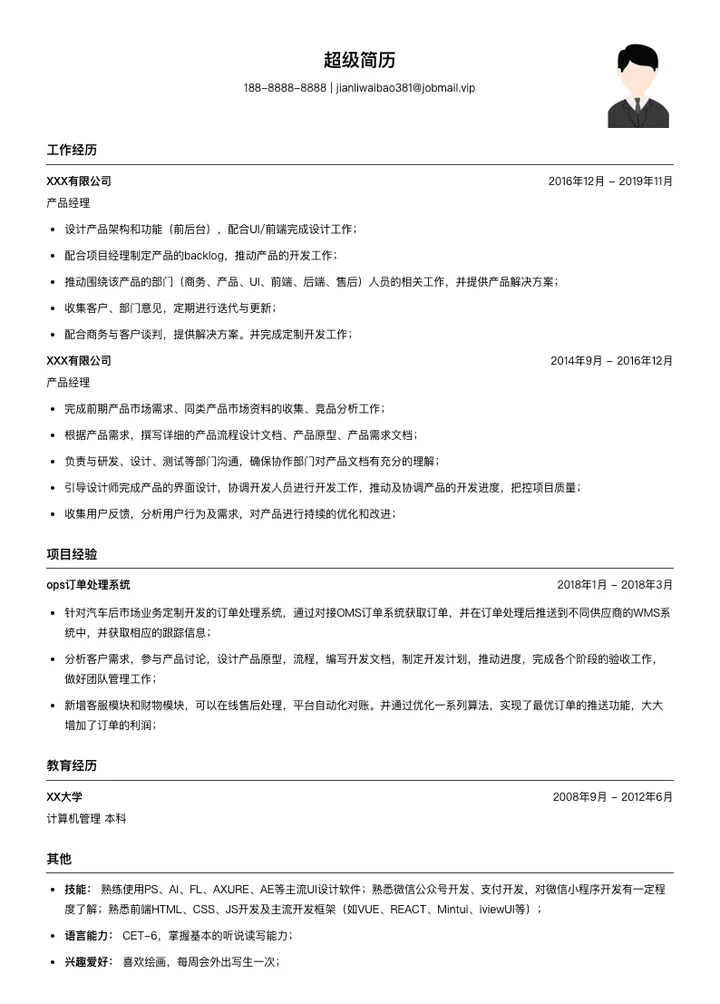 超级简历
188-8888-8888 | jianliwaibao381@jobmail.vip
工作经历
XXX有限公司 2016年12月 – 2019年11月
产品经理
• 设计产品架构和功能（前后台），配合UI/前端完成设计工作；
• 配合项目经理制定产品的backlog，推动产品的开发工作；
• 推动围绕该产品的部门（商务、产品、UI、前端、后端、售后）人员的相关工作，并提供产品解决方案；
• 收集客户、部门意见，定期进行迭代与更新；
• 配合商务与客户谈判，提供解决方案。并完成定制开发工作；
XXX有限公司 2014年9月 – 2016年12月
产品经理
• 完成前期产品市场需求、同类产品市场资料的收集、竞品分析工作；
• 根据产品需求，撰写详细的产品流程设计文档、产品原型、产品需求文档；
• 负责与研发、设计、测试等部门沟通，确保协作部门对产品文档有充分的理解；
• 引导设计师完成产品的界面设计，协调开发人员进行开发工作，推动及协调产品的开发进度，把控项目质量；
• 收集用户反馈，分析用户行为及需求，对产品进行持续的优化和改进；
项目经验
ops订单处理系统 2018年1月 – 2018年3月
• 针对汽车后市场业务定制开发的订单处理系统，通过对接OMS订单系统获取订单，并在订单处理后推送到不同供应商的WMS系
统中，并获取相应的跟踪信息；
• 分析客户需求，参与产品讨论，设计产品原型，流程，编写开发文档，制定开发计划，推动进度，完成各个阶段的验收工作，
做好团队管理工作；
• 新增客服模块和财物模块，可以在线售后处理，平台自动化对账。并通过优化一系列算法，实现了最优订单的推送功能，大大
增加了订单的利润；
教育经历
XX大学 2008年9月 – 2012年6月
计算机管理 本科
其他
• 技能： 熟练使用PS、AI、FL、AXURE、AE等主流UI设计软件；熟悉微信公众号开发、支付开发，对微信小程序开发有一定程
度了解；熟悉前端HTML、CSS、JS开发及主流开发框架（如VUE、REACT、Mintui、iviewUI等）；
• 语言能力： CET-6，掌握基本的听说读写能力；
• 兴趣爱好： 喜欢绘画，每周会外出写生一次；